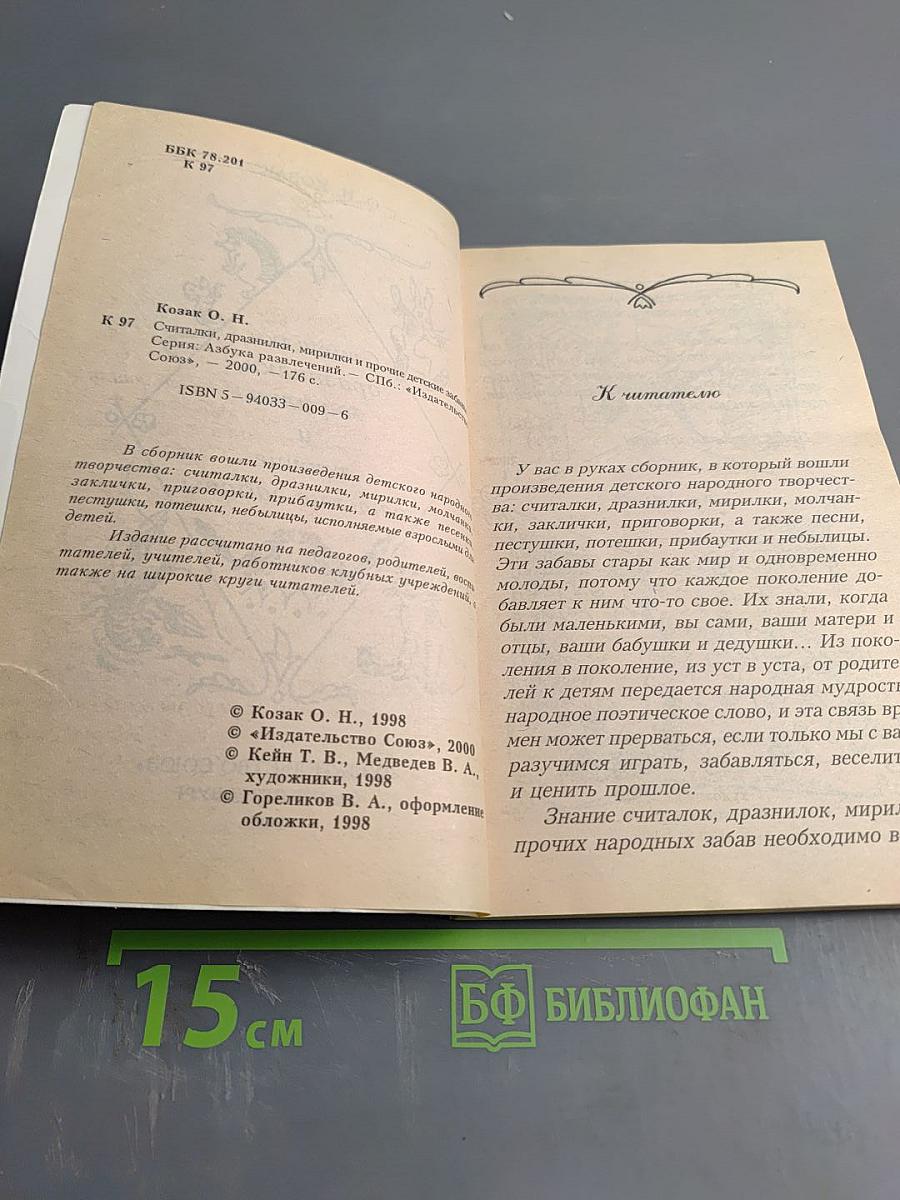 ББК 78.201
К 97
Козак О. Н.
К 97 Считалки, дразнилки, мирилки и прочие детские
Серия: Азбука развлечений. — СПб.: «Издательство
Союз», — 2000, —176 с.
ISBN 5—94033—009—6
В сборник вошли произведения детского народного
творчества: считалки, дразнилки, мирилки,
заклички, приговорки, прибаутки, а также
пестушки, потешки, небылицы, исполняемые взрослыми
детей.
Издание рассчитано на педагогов, родителей,
тателей, учителей, работников клубных учреждений, а
также на широкие круги читателей.
© Козак О. Н., 1998
© «Издательство Союз», 2000
© Кейн Т. В., Медведев В. А.,
художники, 1998
© Гореликов В. А., оформление
обложки, 1998
К читателю
У вас в руках сборник, в который вошли
произведения детского народного творчест-
ва: считалки, дразнилки, мирилки, молчан-
ки, заклички, приговорки, а также песни,
пестушки, потешки, прибаутки и небылицы.
Эти забавы стары как мир и одновременно
молоды, потому что каждое поколение до-
бавляет к ним что-то свое. Их знали, когда
были маленькими, вы сами, ваши матери и
отцы, ваши бабушки и дедушки... Из поко-
ления в поколение, из уст в уста, от родите
лей к детям передается народная мудрость
народное поэтическое слово, и эта связь вр
мен может прерваться, если только мы с ва
разучимся играть, забавляться, веселит
и ценить прошлое.
Знание считалок, дразнилок, мирил
прочих народных забав необходимо в
15 см
БФ БИБЛИОФАН